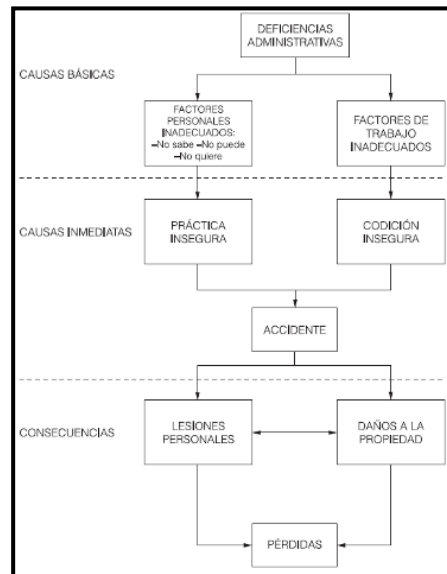 DEFICIENCIAS
ADMINISTRATIVAS
CAUSAS BÁSICAS
FACTORES
PERSONALES
INADECUADOS:
–No sabe –No puede
–No quiere
FACTORES DE
TRABAJO
INADECUADOS
CAUSAS INMEDIATAS
PRÁCTICA
INSEGURA
CODICIÓN
INSEGURA
ACCIDENTE
CONSECUENCIAS
LESIONES
PERSONALES
DAÑOS A LA
PROPIEDAD
PÉRDIDAS